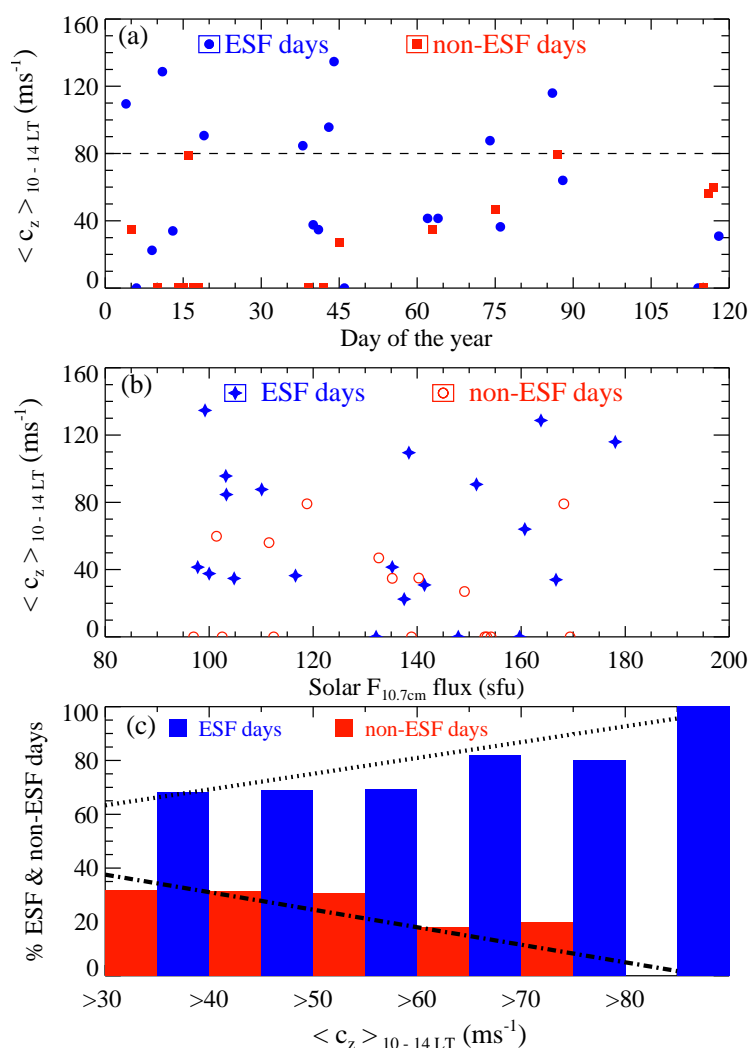 (a) ESF days non-ESF days
160
120
80
40
0
< c_z > 10 - 14 LT (ms⁻¹)
0 15 30 45 60 75 90 105 120
Day of the year
(b) ESF days non-ESF days
160
120
80
40
0
< c_z > 10 - 14 LT (ms⁻¹)
80 100 120 140 160 180 200
Solar F10.7cm flux (sfu)
(c) ESF days non-ESF days
100
80
60
40
20
0
% ESF & non-ESF days
>30 >40 >50 >60 >70 >80
< c_z > 10 - 14 LT (ms⁻¹)